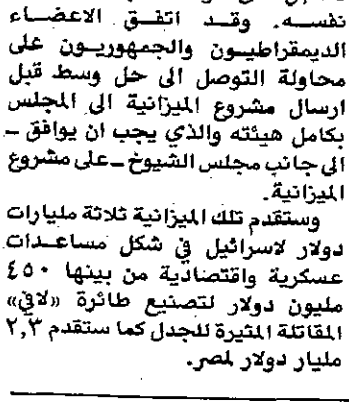 نفسه. وقد اتفق الاعضاء
الديمقراطيون والجمهوريون على
محاولة التوصل الى حل وسط قبل
ارسال مشروع الميزانية الى المجلس
بكامل هيئته والذي يجب ان يوافق ـ
الى جانب مجلس الشيوخ ـ على مشروع
الميزانية.
وستقدم تلك الميزانية ثلاثة مليارات
دولار لاسرائيل في شكل مساعدات
عسكرية واقتصادية من بينها ٤٥٠
مليون دولار لتصنيع طائرة «لافي»
المقاتلة المثيرة للجدل كما ستقدم ٢,٣
مليار دولار لمصر.